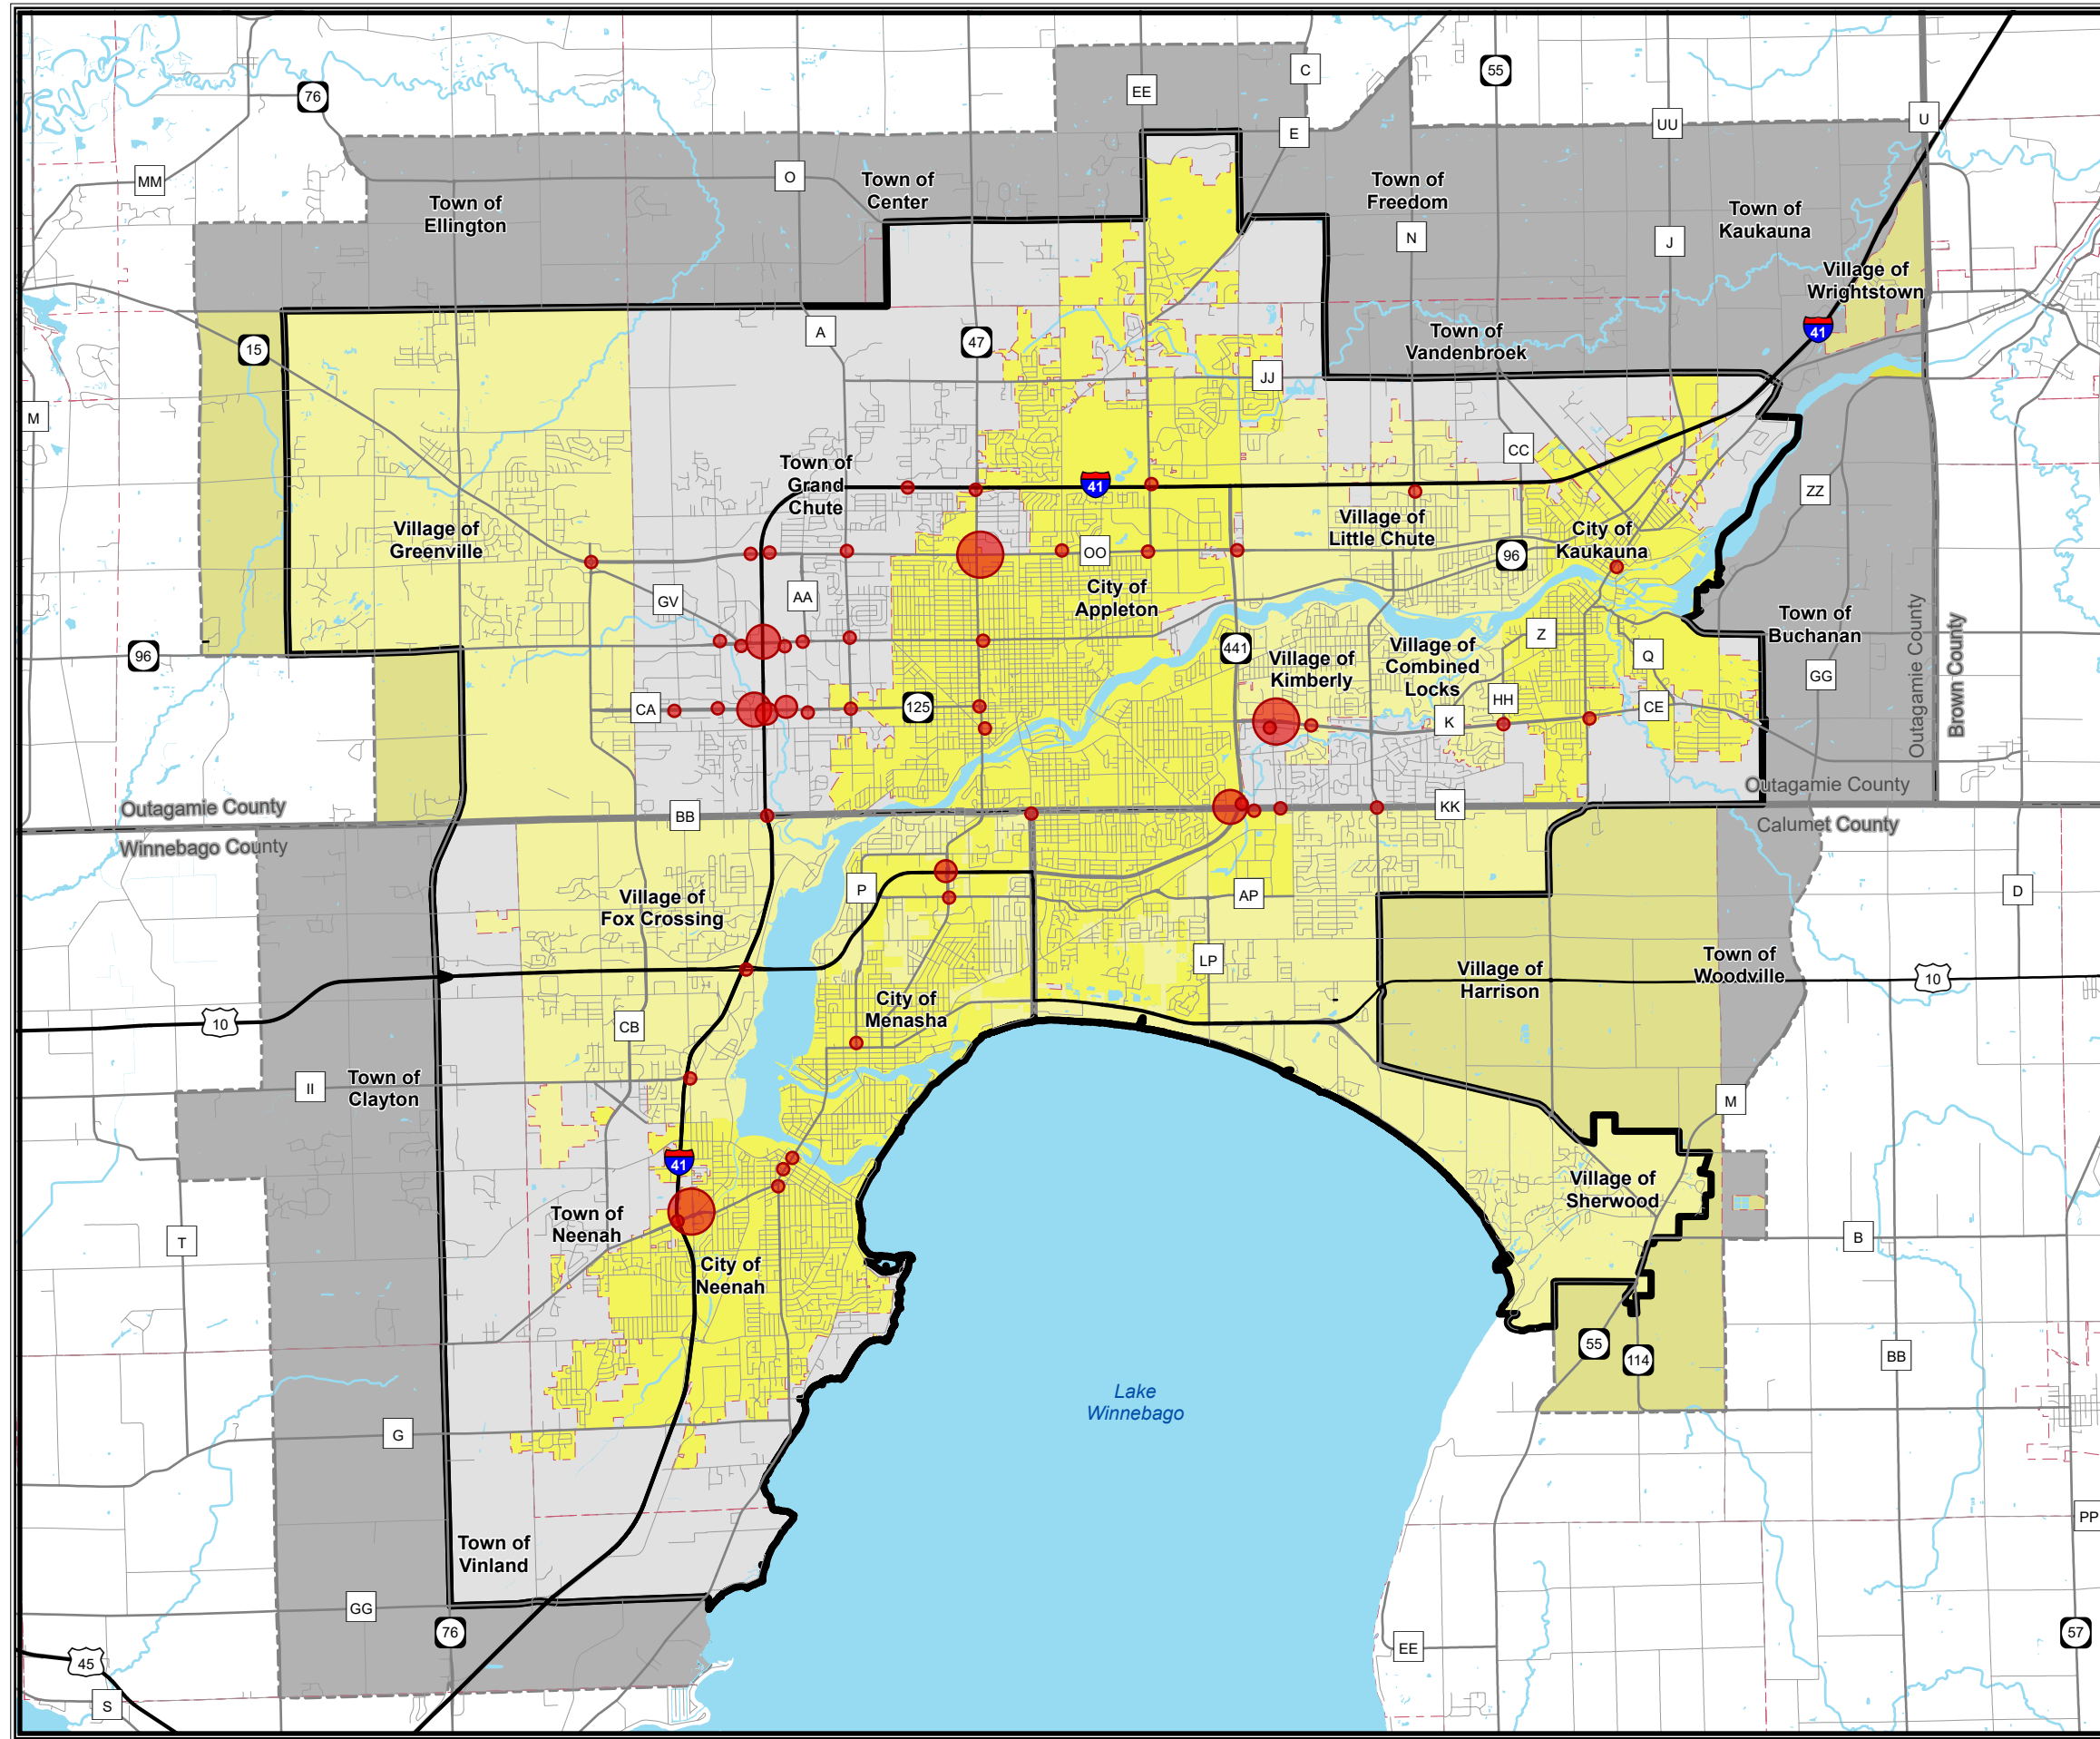 C
55
76
EE
U
UU
E
MM
O
Town of
Center
Town of
Freedom
Town of
Ellington
Town of
Kaukauna
N
J
Village of
Wrightstown
41
A
47
Town of
Vandenbroek
15
JJ
M
CC
Town of
Grand
Chute
41
ZZ
Village of
Greenville
Village of
Little Chute
City of
Kaukauna
OO
96
GV
AA
City of
Appleton
Town of
Buchanan
Outagamie County
Brown County
96
441
Village of
Kimberly
Village of
Combined
Locks
Z
Q
GG
CA
125
HH
K
CE
Outagamie County
Outagamie County
BB
KK
Winnebago County
Calumet County
P
AP
D
Village of
Fox Crossing
LP
Town of
Woodville
Village of
Harrison
10
City of
Menasha
10
CB
II
Town of
Clayton
M
41
Village of
Sherwood
Town of
Neenah
T
B
City of
Neenah
55
114
BB
Lake
Winnebago
G
PP
Town of
Vinland
GG
76
57
EE
45
S